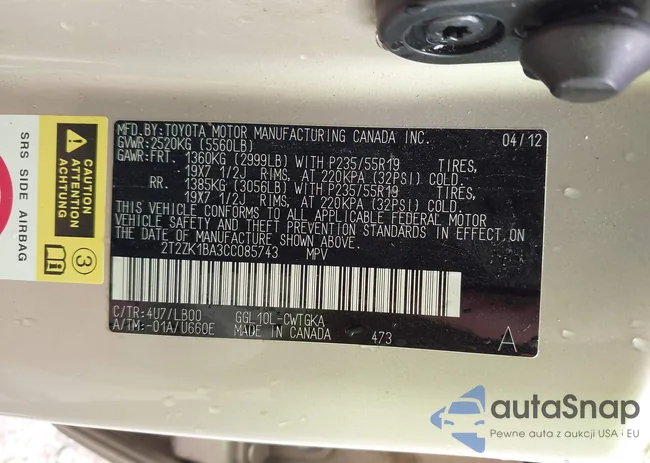 SRS SIDE AIRBAG
CAUTION
ATTENTION
3
MFD.BY:TOYOTA MOTOR MANUFACTURING CANADA INC. 04/12
GVWR:2520KG (5560LB)
GAWR:FRT. 1360KG (2999LB) WITH P235/55R19 TIRES,
19X7 1/2J RIMS, AT 220KPA (32PSI) COLD.
RR. 1385KG (3056LB) WITH P235/55R19 TIRES,
19X7 1/2J RIMS, AT 220KPA (32PSI) COLD.
THIS VEHICLE CONFORMS TO ALL APPLICABLE FEDERAL MOTOR
VEHICLE SAFETY AND THEFT PREVENTION STANDARDS IN EFFECT ON
THE DATE OF MANUFACTURE SHOWN ABOVE.
2T2ZK1BA3CC085743 MPV
C/TR:4U7/LB00 GGL10L-CWTGKA
A/TM:-01A/U660E MADE IN CANADA 473 A
autaSnap
Pewne auta z aukcji USA i EU